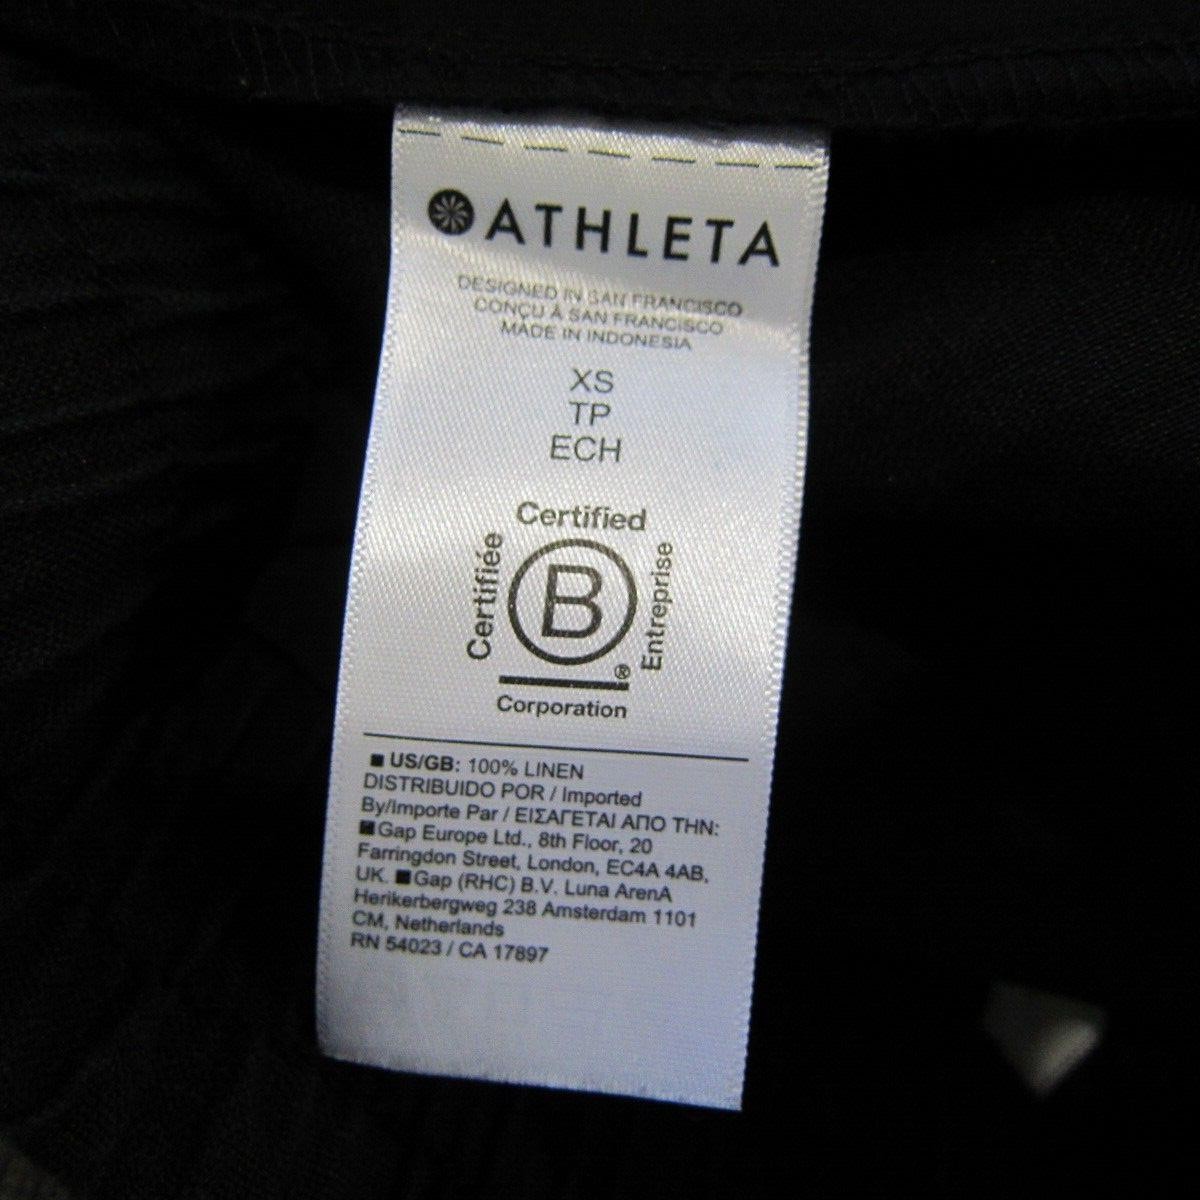 ATHLETA
DESIGNED IN SAN FRANCISCO
CONÇU À SAN FRANCISCO
MADE IN INDONESIA
XS
TP
ECH
Certified
Certifiée
B
Entreprise
®
Corporation
US/GB: 100% LINEN
DISTRIBUIDO POR / Imported
By/Importe Par / ΕΙΣΑΓΕΤΑΙ ΑΠΟ ΤΗΝ:
Gap Europe Ltd., 8th Floor, 20
Farringdon Street, London, EC4A 4AB,
UK. Gap (RHC) B.V. Luna ArenA
Herikerbergweg 238 Amsterdam 1101
CM, Netherlands
RN 54023 / CA 17897